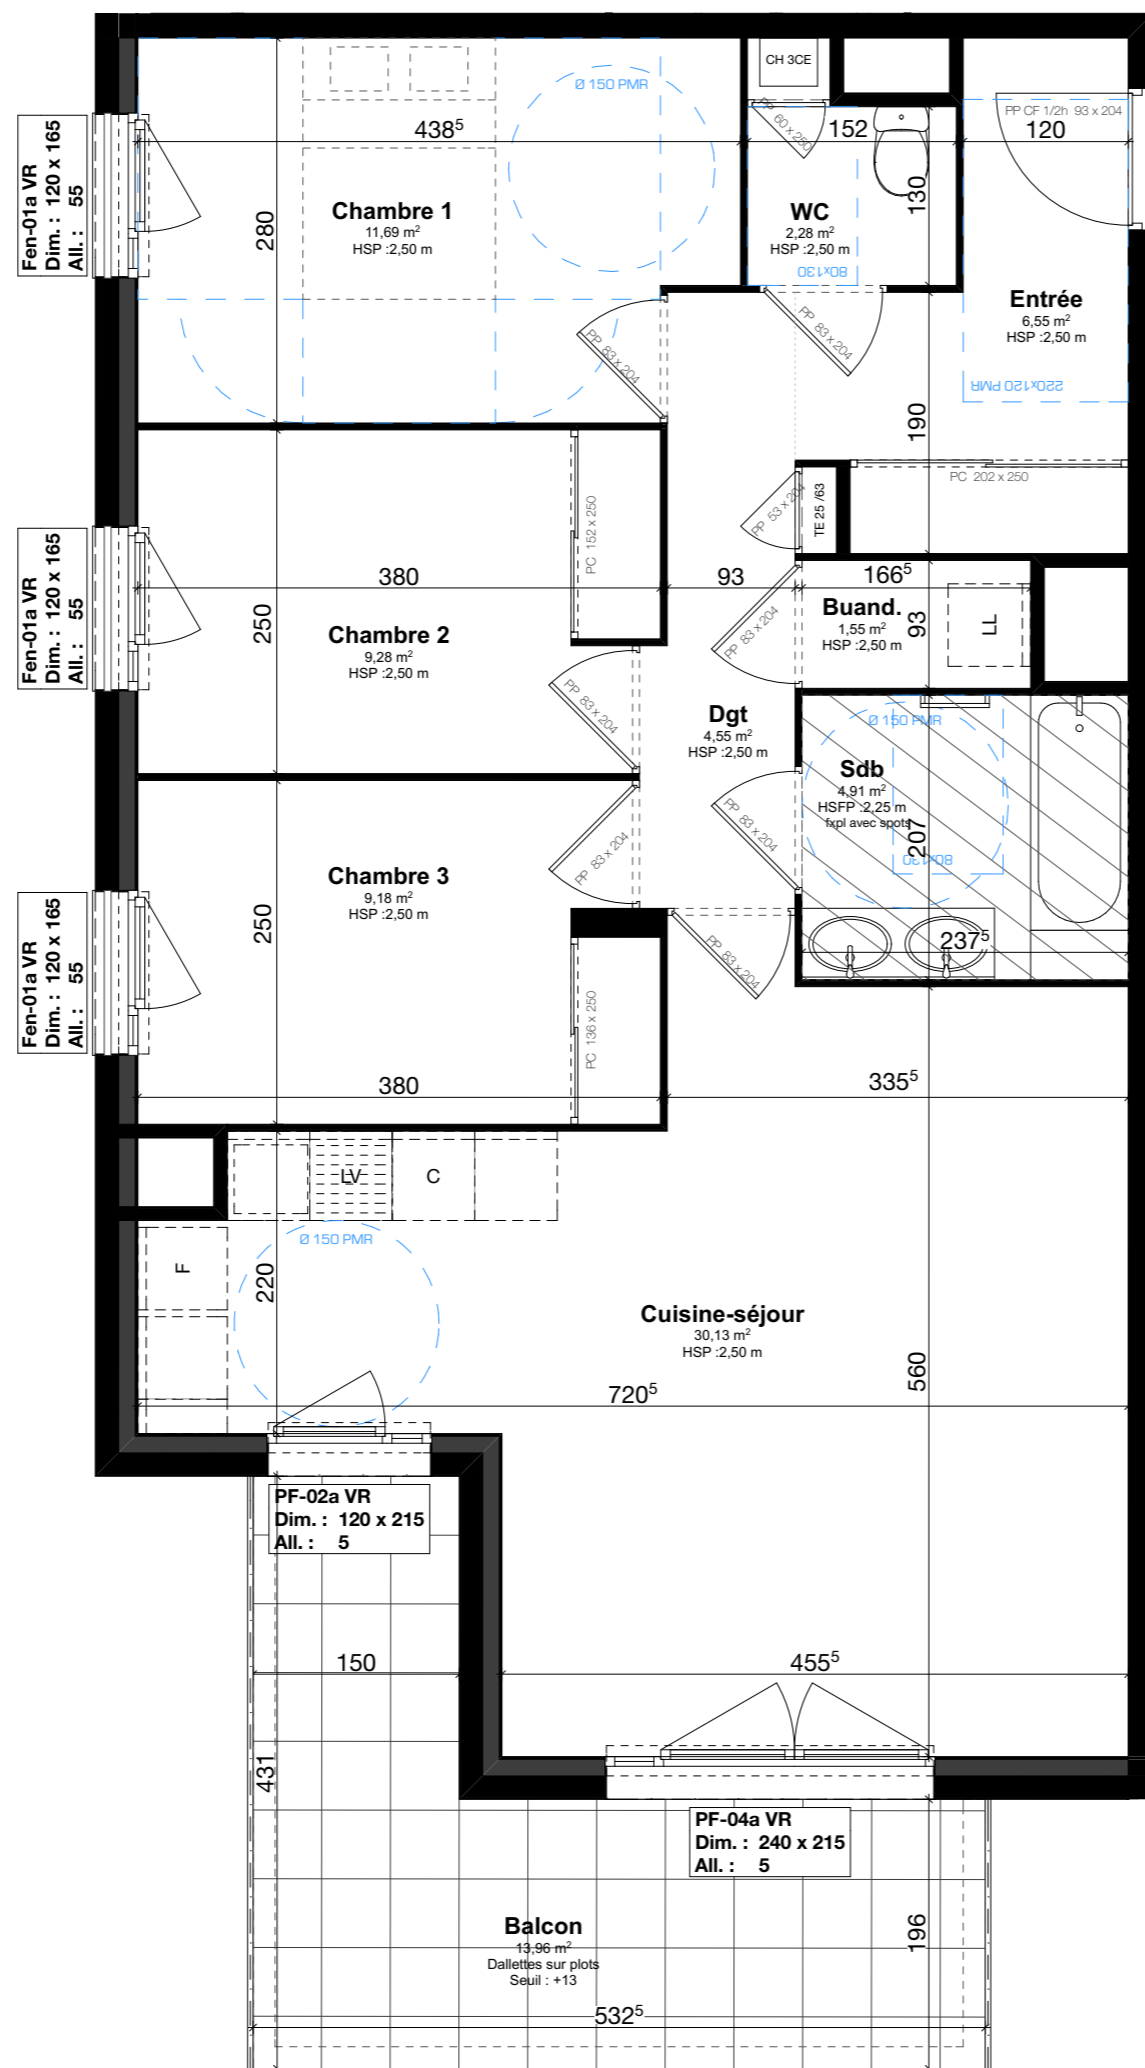 CH 3CE
Ø 150 PMR
PP 60 x 250
PP CF 1/2h 93 x 204
438⁵
152
120
Fen-01a VR
Dim. : 120 x 165
All. : 55
280
130
Chambre 1
11,69 m²
HSP :2,50 m
WC
2,28 m²
HSP :2,50 m
80x130
Entrée
6,55 m²
HSP :2,50 m
220x120 PMR
PP 83 x 204
PP 83 x 204
190
PC 202 x 250
PP 53 x 204
TE 25 /63
PC 152 x 250
Fen-01a VR
Dim. : 120 x 165
All. : 55
380
93
166⁵
250
93
Chambre 2
9,28 m²
HSP :2,50 m
Buand.
1,55 m²
HSP :2,50 m
LL
PP 83 x 204
PP 83 x 204
Dgt
4,55 m²
HSP :2,50 m
Ø 150 PMR
Sdb
4,91 m²
HSFP :2,25 m
fxpl avec spots
207
80x130
PP 83 x 204
PP 83 x 204
Chambre 3
9,18 m²
HSP :2,50 m
250
Fen-01a VR
Dim. : 120 x 165
All. : 55
PP 83 x 204
237⁵
PC 136 x 250
380
335⁵
LV
C
Ø 150 PMR
F
220
Cuisine-séjour
30,13 m²
HSP :2,50 m
560
720⁵
PF-02a VR
Dim. : 120 x 215
All. : 5
150
455⁵
431
PF-04a VR
Dim. : 240 x 215
All. : 5
Balcon
13,96 m²
Dallettes sur plots
Seuil : +13
196
532⁵